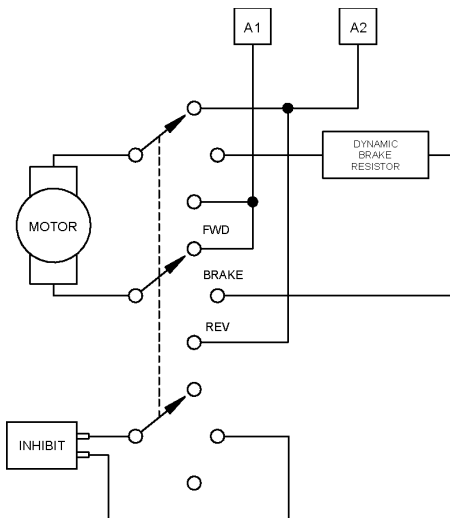 A1
A2
DYNAMIC
BRAKE
RESISTOR
MOTOR
FWD
BRAKE
REV
INHIBIT